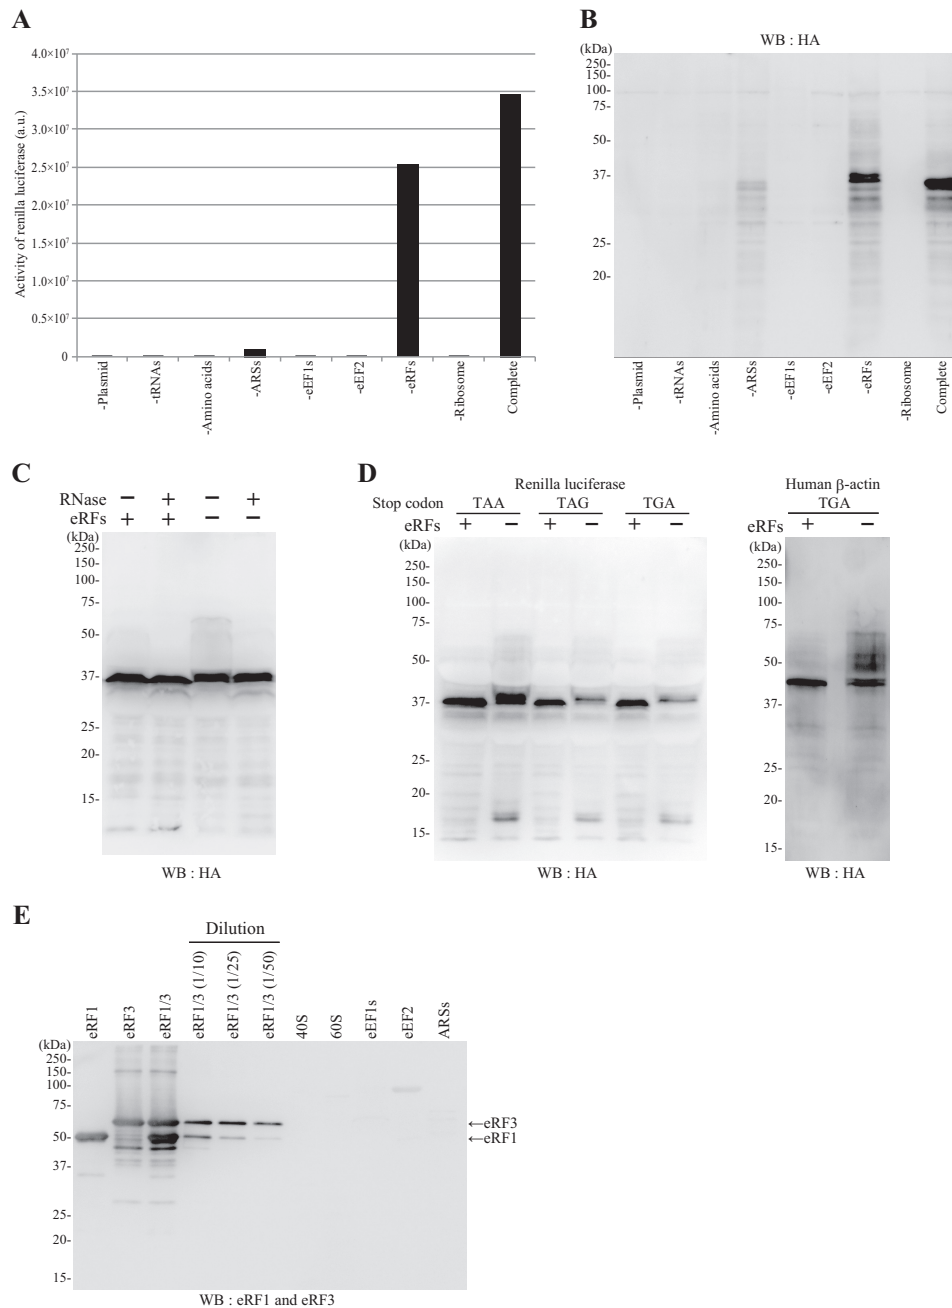 A
4.0×10⁷
3.5×10⁷
3.0×10⁷
2.5×10⁷
2.0×10⁷
1.5×10⁷
1.0×10⁷
0.5×10⁷
0
Activity of renilla luciferase (a.u.)
-Plasmid
-tRNAs
-Amino acids
-ARSs
-eEF1s
-eEF2
-eRFs
-Ribosome
Complete
B
WB : HA
(kDa)
250-
150-
100-
75-
50-
37-
25-
20-
-Plasmid
-tRNAs
-Amino acids
-ARSs
-eEF1s
-eEF2
-eRFs
-Ribosome
Complete
C
RNase − + − +
eRFs + + − −
(kDa)
250-
150-
100-
75-
50-
37-
25-
20-
15-
WB : HA
D
Renilla luciferase
Stop codon TAA TAG TGA
eRFs + − + − + −
(kDa)
250-
150-
100-
75-
50-
37-
25-
20-
15-
WB : HA
Human β-actin
TGA
eRFs + −
(kDa)
250-
150-
100-
75-
50-
37-
25-
20-
15-
WB : HA
E
Dilution
eRF1
eRF3
eRF1/3
eRF1/3 (1/10)
eRF1/3 (1/25)
eRF1/3 (1/50)
40S
60S
eEF1s
eEF2
ARSs
(kDa)
250-
150-
100-
75-
50-
37-
25-
20-
15-
←eRF3
←eRF1
WB : eRF1 and eRF3